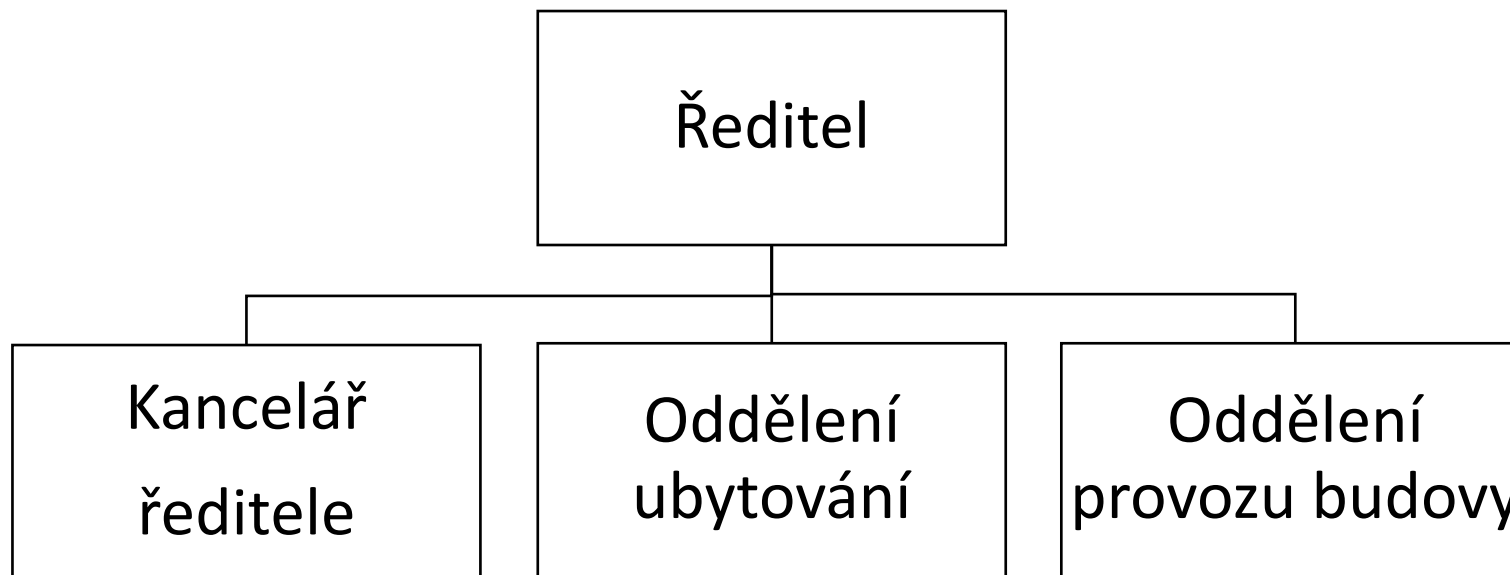 Ředitel
Kancelář
ředitele
Oddělení
ubytování
Oddělení
provozu budovy